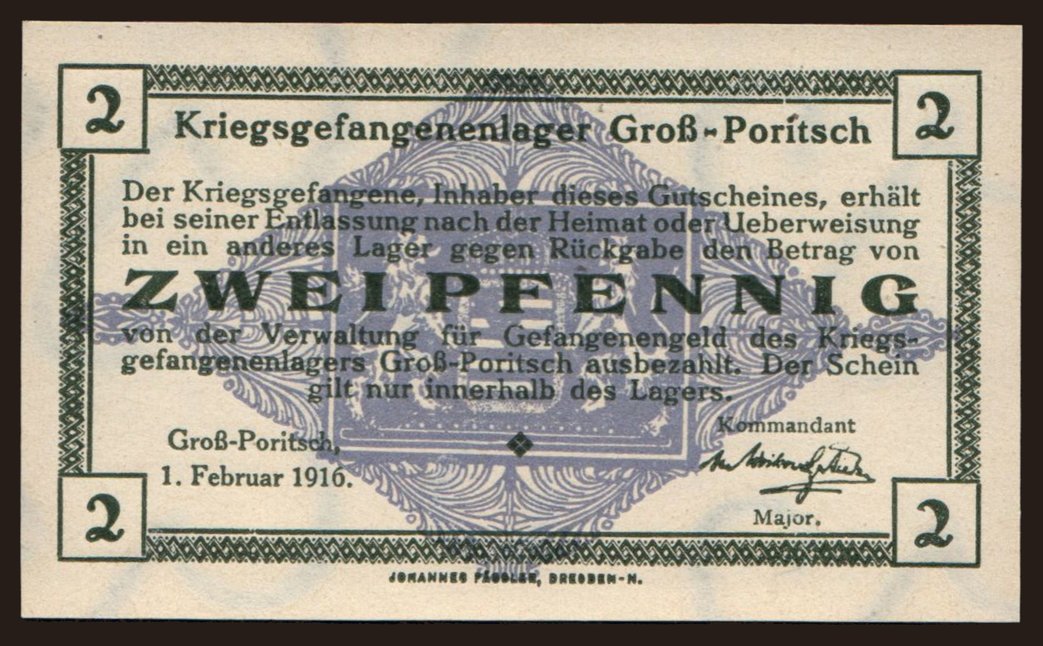 2 2
Kriegsgefangenenlager Groß-Poritsch
Der Kriegsgefangene, Inhaber dieses Gutscheines, erhält
bei seiner Entlassung nach der Heimat oder Ueberweisung
in ein anderes Lager gegen Rückgabe den Betrag von
ZWEI PFENNIG
von der Verwaltung für Gefangenengeld des Kriegs-
gefangenenlagers Groß-Poritsch ausbezahlt. Der Schein
gilt nur innerhalb des Lagers.
Kommandant
Groß-Poritsch,
1. Februar 1916.
Major.
2 2
JOHANNES PÄSSLER, DRESDEN-N.